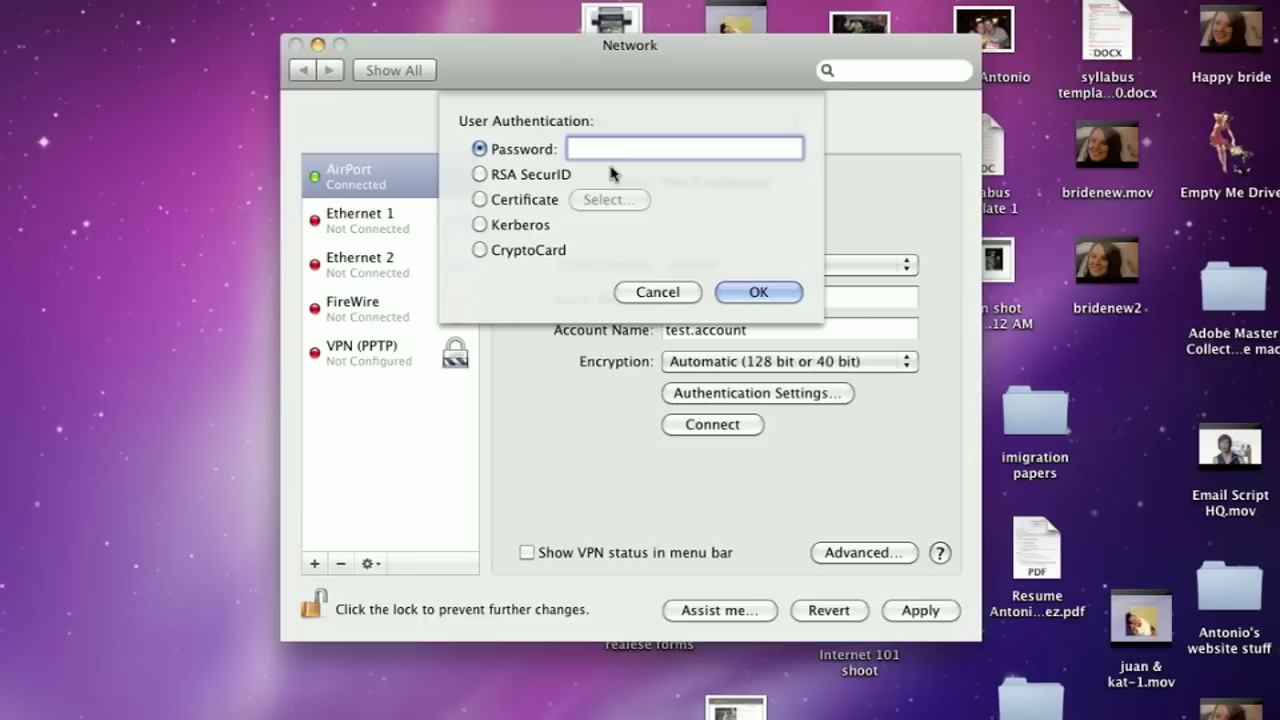 Network
Show All
User Authentication:
Password:
RSA SecurID
Certificate
Select...
Kerberos
CryptoCard
Cancel
OK
AirPort
Connected
Ethernet 1
Not Connected
Ethernet 2
Not Connected
FireWire
Not Connected
VPN (PPTP)
Not Configured
Account Name:
test.account
Encryption:
Automatic (128 bit or 40 bit)
Authentication Settings...
Connect
Show VPN status in menu bar
Advanced...
?
+
−
Click the lock to prevent further changes.
Assist me...
Revert
Apply
Antonio
DOCX
syllabus
templa...0.docx
Happy bride
bridenew.mov
Empty Me Drive
bridenew2
Adobe Master
Collect...e mac
imigration
papers
Email Script
HQ.mov
PDF
Resume
Antoni...ez.pdf
Antonio's
website stuff
juan &
kat-1.mov
realese forms
Internet 101
shoot